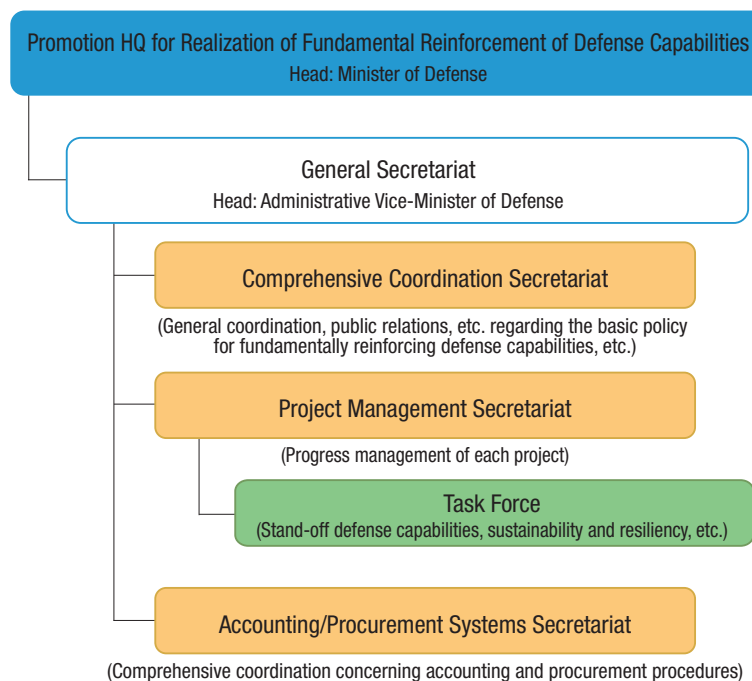 Promotion HQ for Realization of Fundamental Reinforcement of Defense Capabilities
Head: Minister of Defense
General Secretariat
Head: Administrative Vice-Minister of Defense
Comprehensive Coordination Secretariat
(General coordination, public relations, etc. regarding the basic policy
for fundamentally reinforcing defense capabilities, etc.)
Project Management Secretariat
(Progress management of each project)
Task Force
(Stand-off defense capabilities, sustainability and resiliency, etc.)
Accounting/Procurement Systems Secretariat
(Comprehensive coordination concerning accounting and procurement procedures)